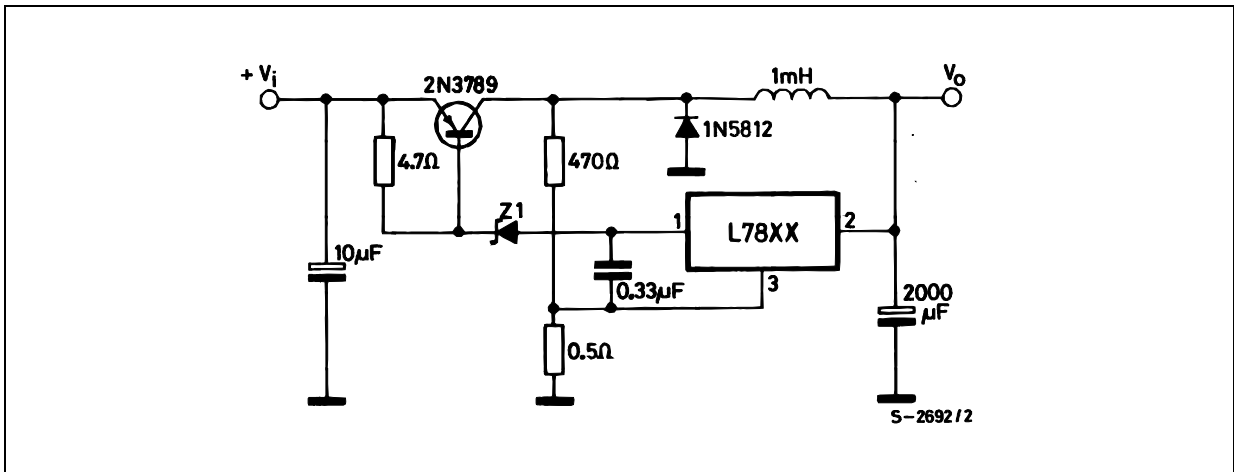 + Vi
2N3789
1mH
Vo
4.7Ω
470Ω
1N5812
Z1
1
L78XX
2
10µF
0.33µF
3
2000
µF
0.5Ω
S-2692/2